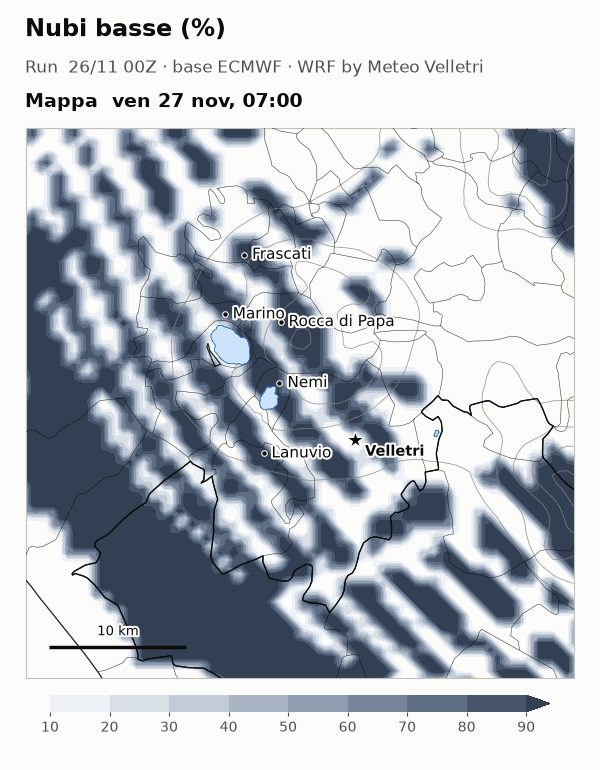 Nubi basse (%)
Run  26/11 00Z · base ECMWF · WRF by Meteo Velletri
Mappa  ven 27 nov, 07:00
Frascati
Marino
Rocca di Papa
Nemi
Velletri
Lanuvio
10 km
10 20 30 40 50 60 70 80 90